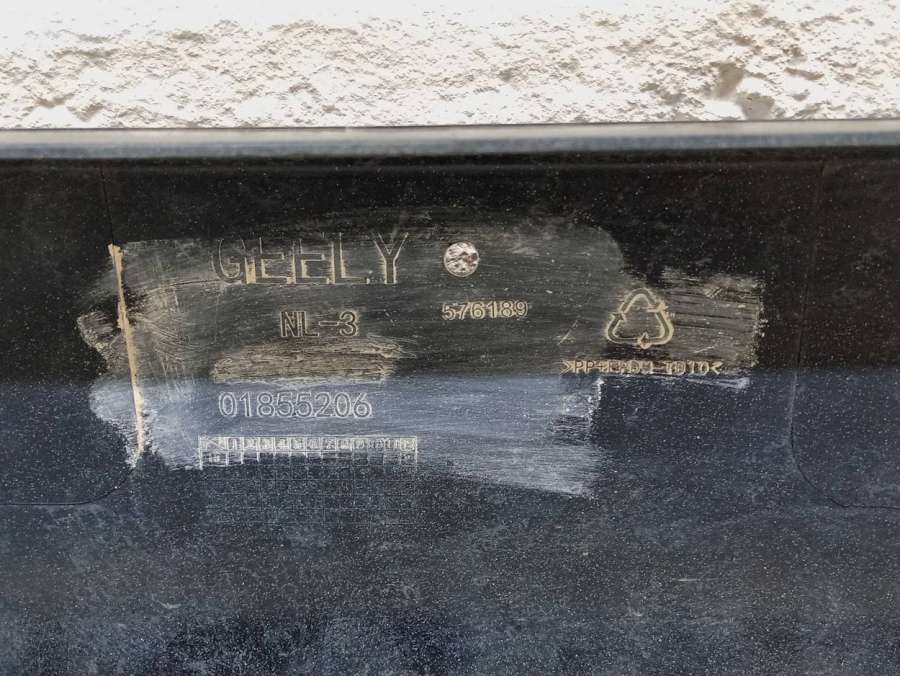 GEELY
NL-3 576189
>PP+EPDM-TD10<
01855206